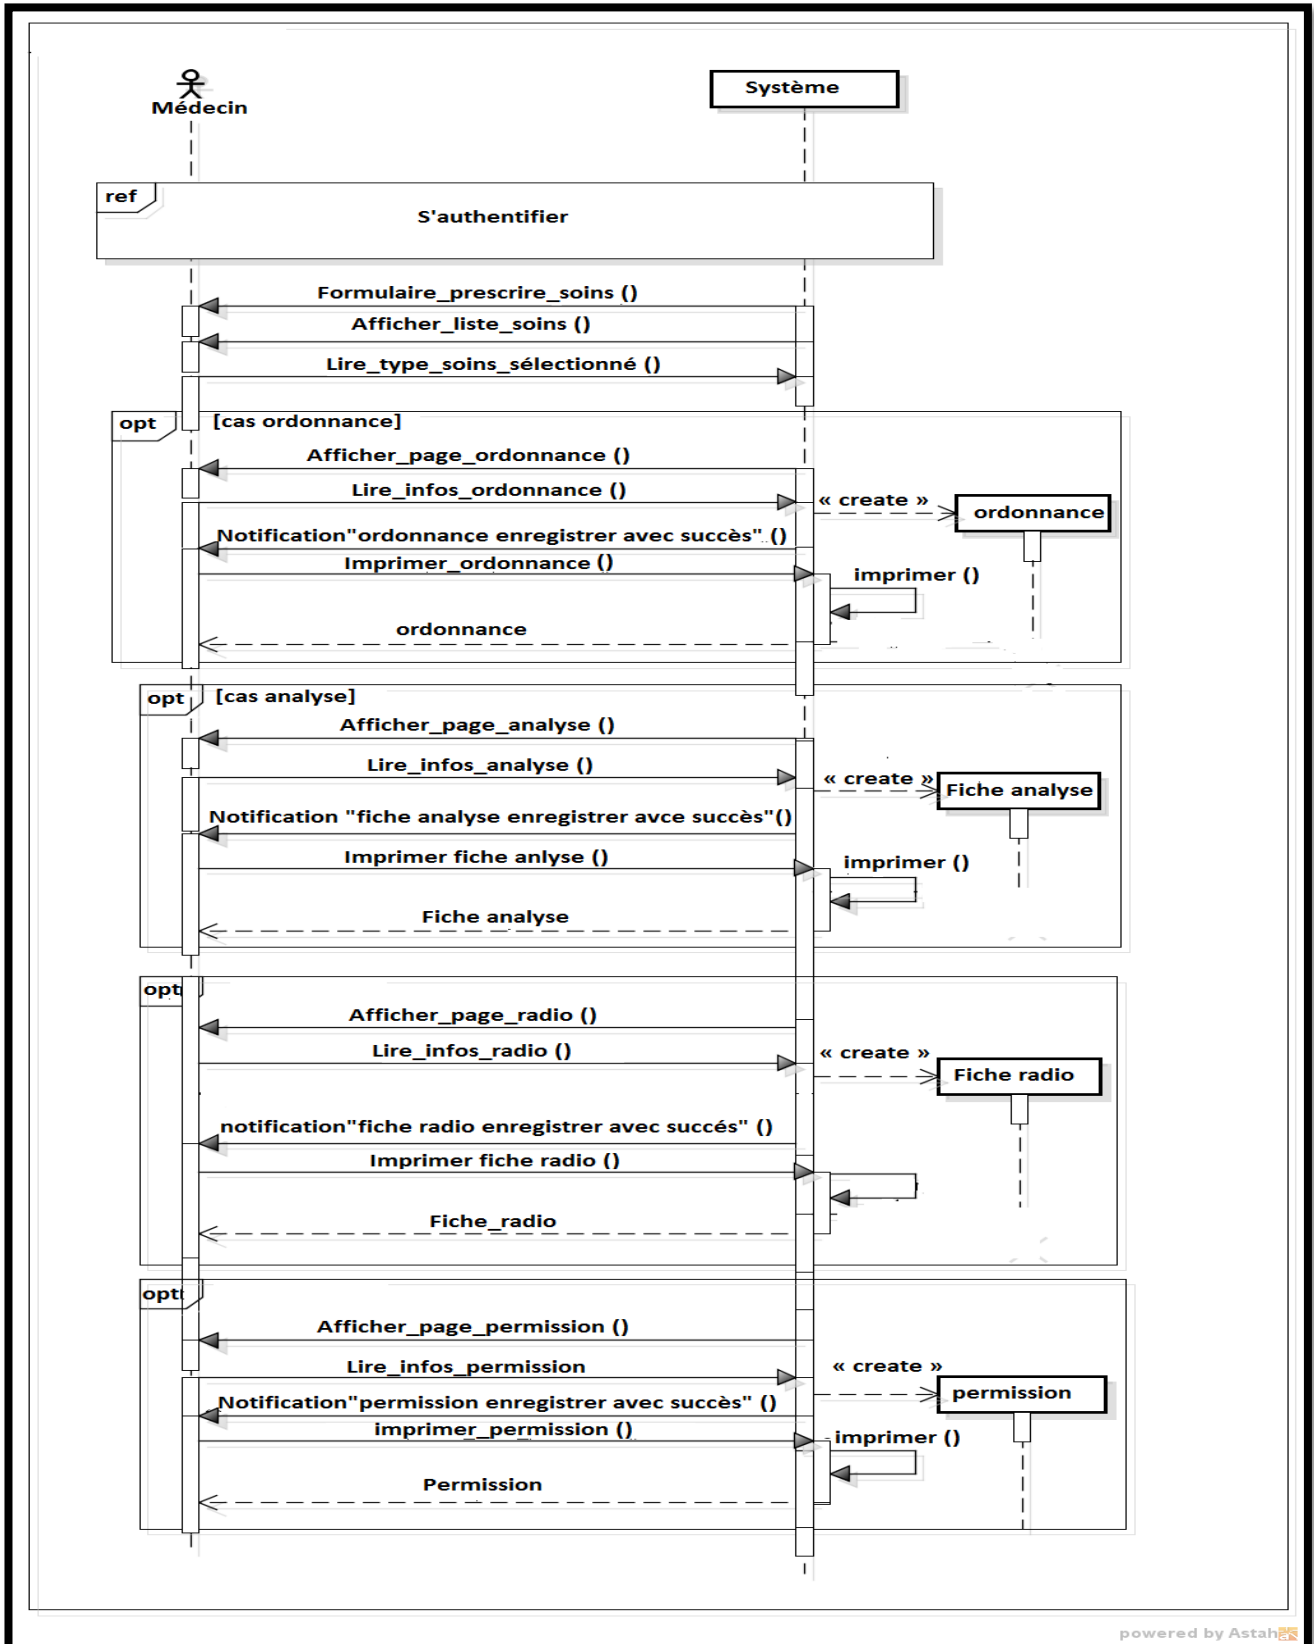 Médecin
Système
ref
S'authentifier
Formulaire_prescrire_soins ()
Afficher_liste_soins ()
Lire_type_soins_sélectionné ()
opt
[cas ordonnance]
Afficher_page_ordonnance ()
Lire_infos_ordonnance ()
« create »
ordonnance
Notification"ordonnance enregistrer avec succès" ()
Imprimer_ordonnance ()
imprimer ()
ordonnance
opt
[cas analyse]
Afficher_page_analyse ()
Lire_infos_analyse ()
« create »
Fiche analyse
Notification "fiche analyse enregistrer avce succès"()
Imprimer fiche anlyse ()
imprimer ()
Fiche analyse
opt
Afficher_page_radio ()
Lire_infos_radio ()
« create »
Fiche radio
notification"fiche radio enregistrer avec succés" ()
Imprimer fiche radio ()
Fiche_radio
opt
Afficher_page_permission ()
Lire_infos_permission
« create »
permission
Notification"permission enregistrer avec succès" ()
imprimer_permission ()
imprimer ()
Permission
powered by Astah